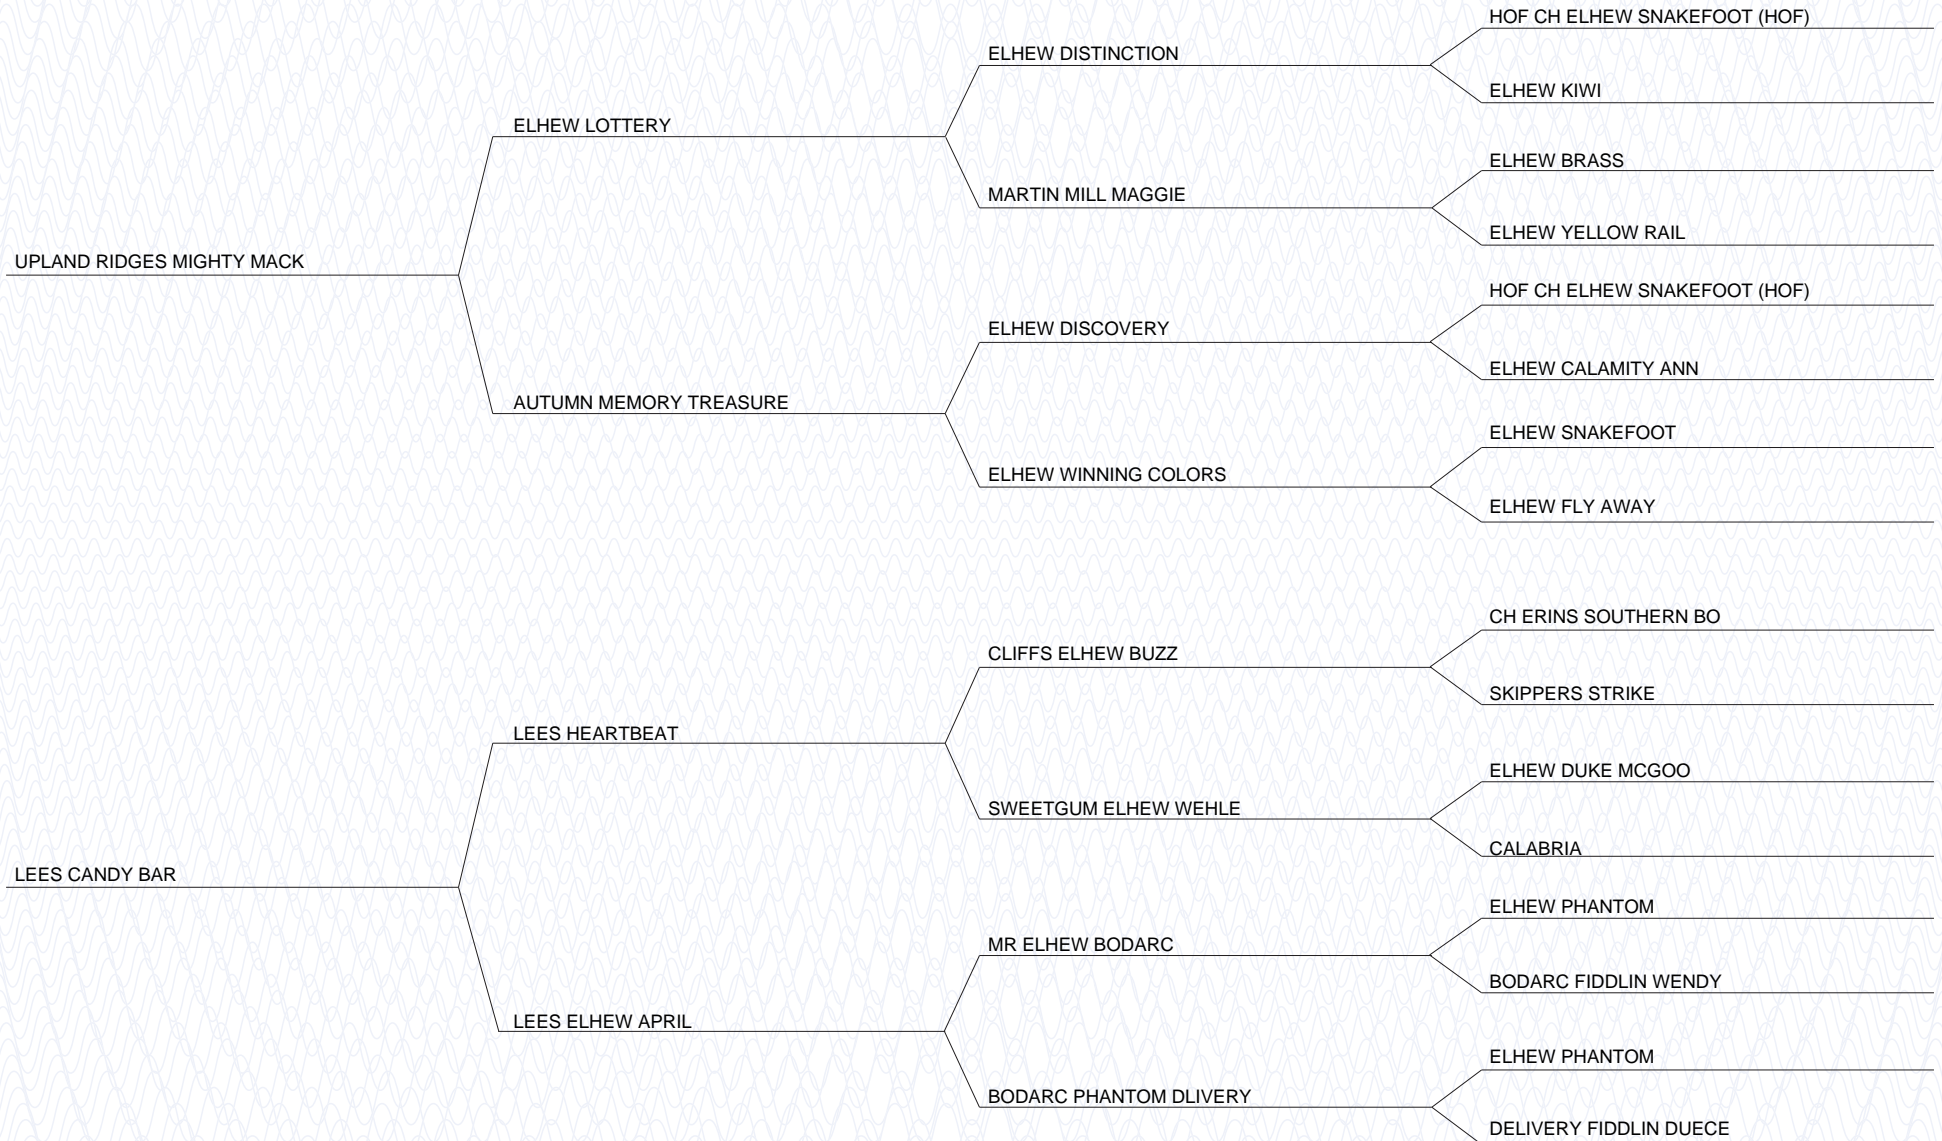 HOF CH ELHEW SNAKEFOOT (HOF)
ELHEW DISTINCTION
ELHEW KIWI
ELHEW LOTTERY
ELHEW BRASS
MARTIN MILL MAGGIE
ELHEW YELLOW RAIL
UPLAND RIDGES MIGHTY MACK
HOF CH ELHEW SNAKEFOOT (HOF)
ELHEW DISCOVERY
ELHEW CALAMITY ANN
AUTUMN MEMORY TREASURE
ELHEW SNAKEFOOT
ELHEW WINNING COLORS
ELHEW FLY AWAY
CH ERINS SOUTHERN BO
CLIFFS ELHEW BUZZ
SKIPPERS STRIKE
LEES HEARTBEAT
ELHEW DUKE MCGOO
SWEETGUM ELHEW WEHLE
CALABRIA
LEES CANDY BAR
ELHEW PHANTOM
MR ELHEW BODARC
BODARC FIDDLIN WENDY
LEES ELHEW APRIL
ELHEW PHANTOM
BODARC PHANTOM DLIVERY
DELIVERY FIDDLIN DUECE